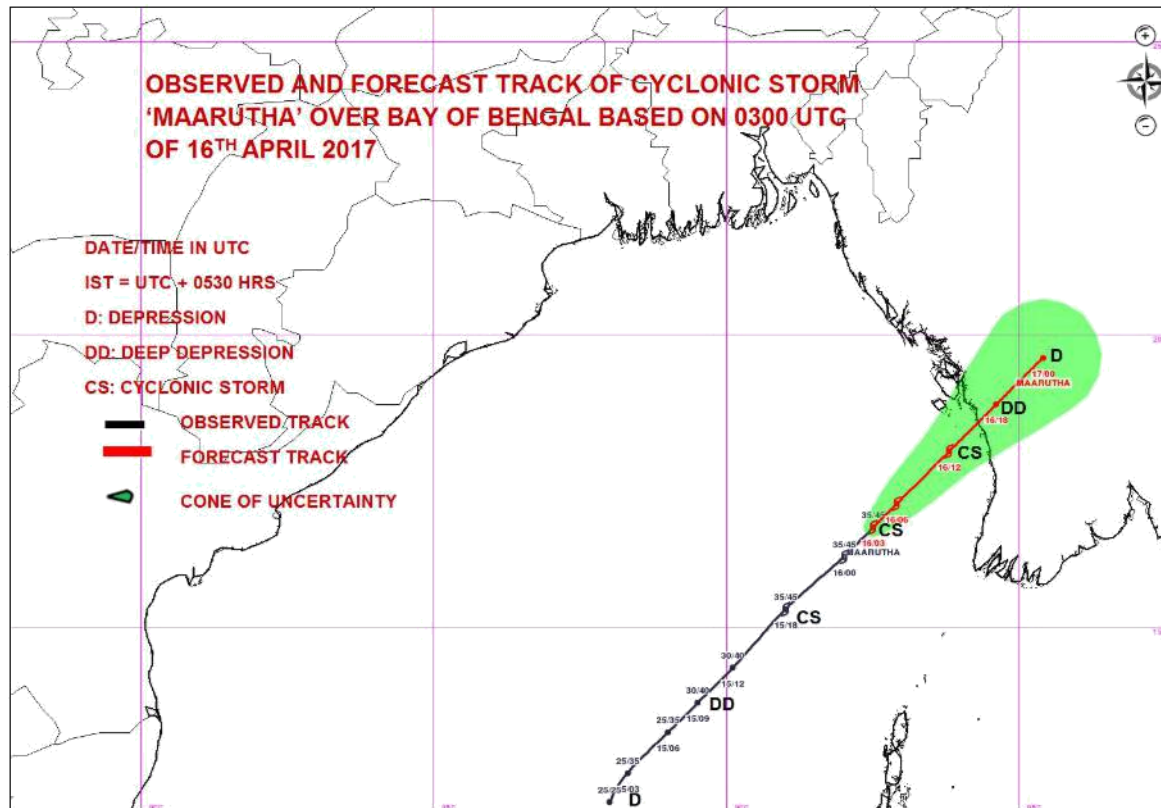 OBSERVED AND FORECAST TRACK OF CYCLONIC STORM
‘MAARUTHA’ OVER BAY OF BENGAL BASED ON 0300 UTC
OF 16TH APRIL 2017
DATE/TIME IN UTC
IST = UTC + 0530 HRS
D: DEPRESSION
DD: DEEP DEPRESSION
CS: CYCLONIC STORM
OBSERVED TRACK
FORECAST TRACK
CONE OF UNCERTAINTY
D
17/00
MAARUTHA
DD
16/18
CS
16/12
16/06
35/45
CS
16/03
35/45
MAARUTHA
16/00
35/45
CS
15/18
30/40
15/12
30/40
DD
15/09
25/35
15/06
25/35
5/03
25/25
D